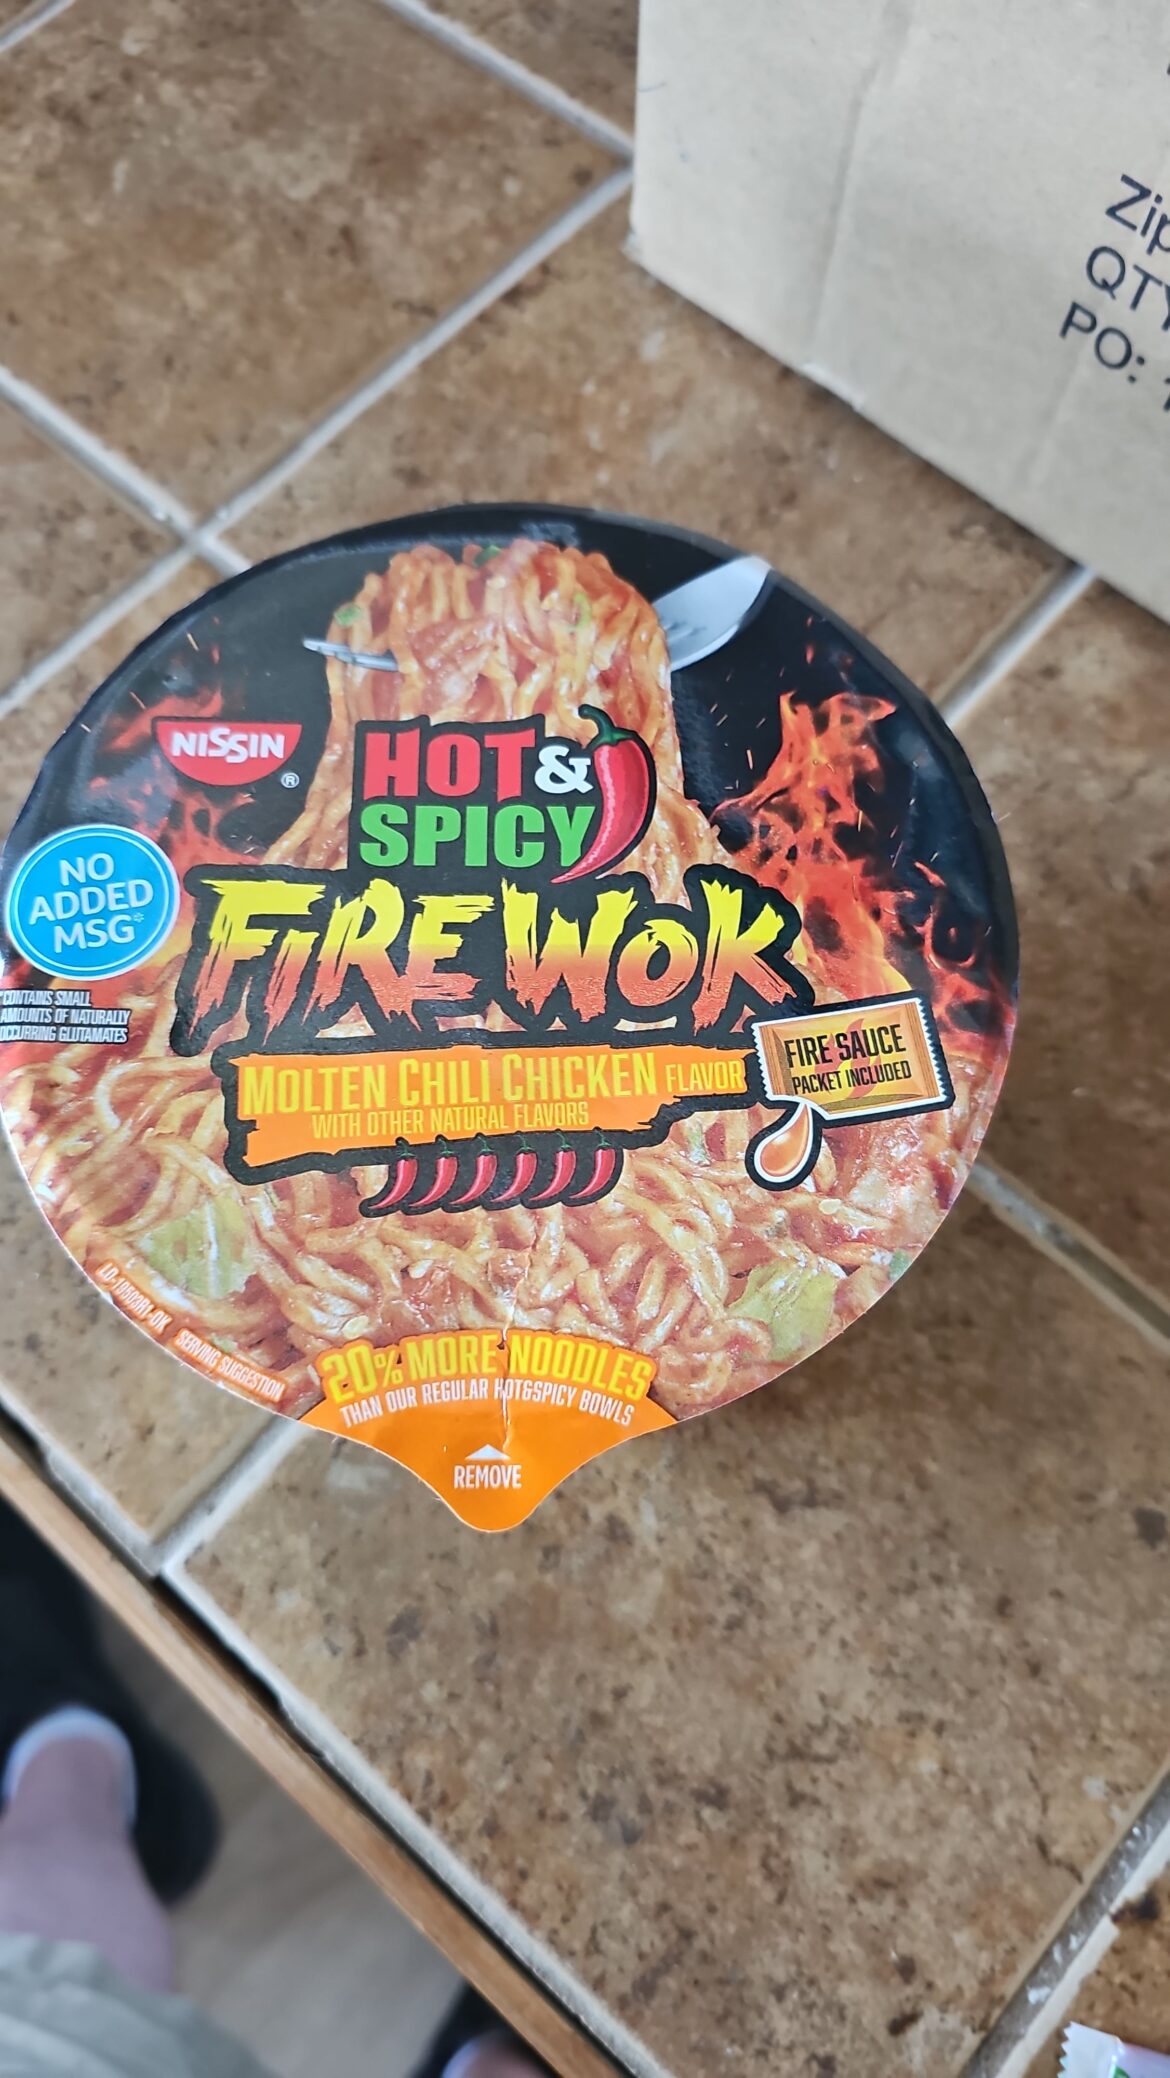 Zip
QTY
PO:
NISSIN
®
HOT &
SPICY
FIRE WOK
NO
ADDED
MSG*
*CONTAINS SMALL
AMOUNTS OF NATURALLY
OCCURRING GLUTAMATES
MOLTEN CHILI CHICKEN FLAVOR
WITH OTHER NATURAL FLAVORS
FIRE SAUCE
PACKET INCLUDED
SERVING SUGGESTION
20% MORE NOODLES
THAN OUR REGULAR HOT&SPICY BOWLS
REMOVE